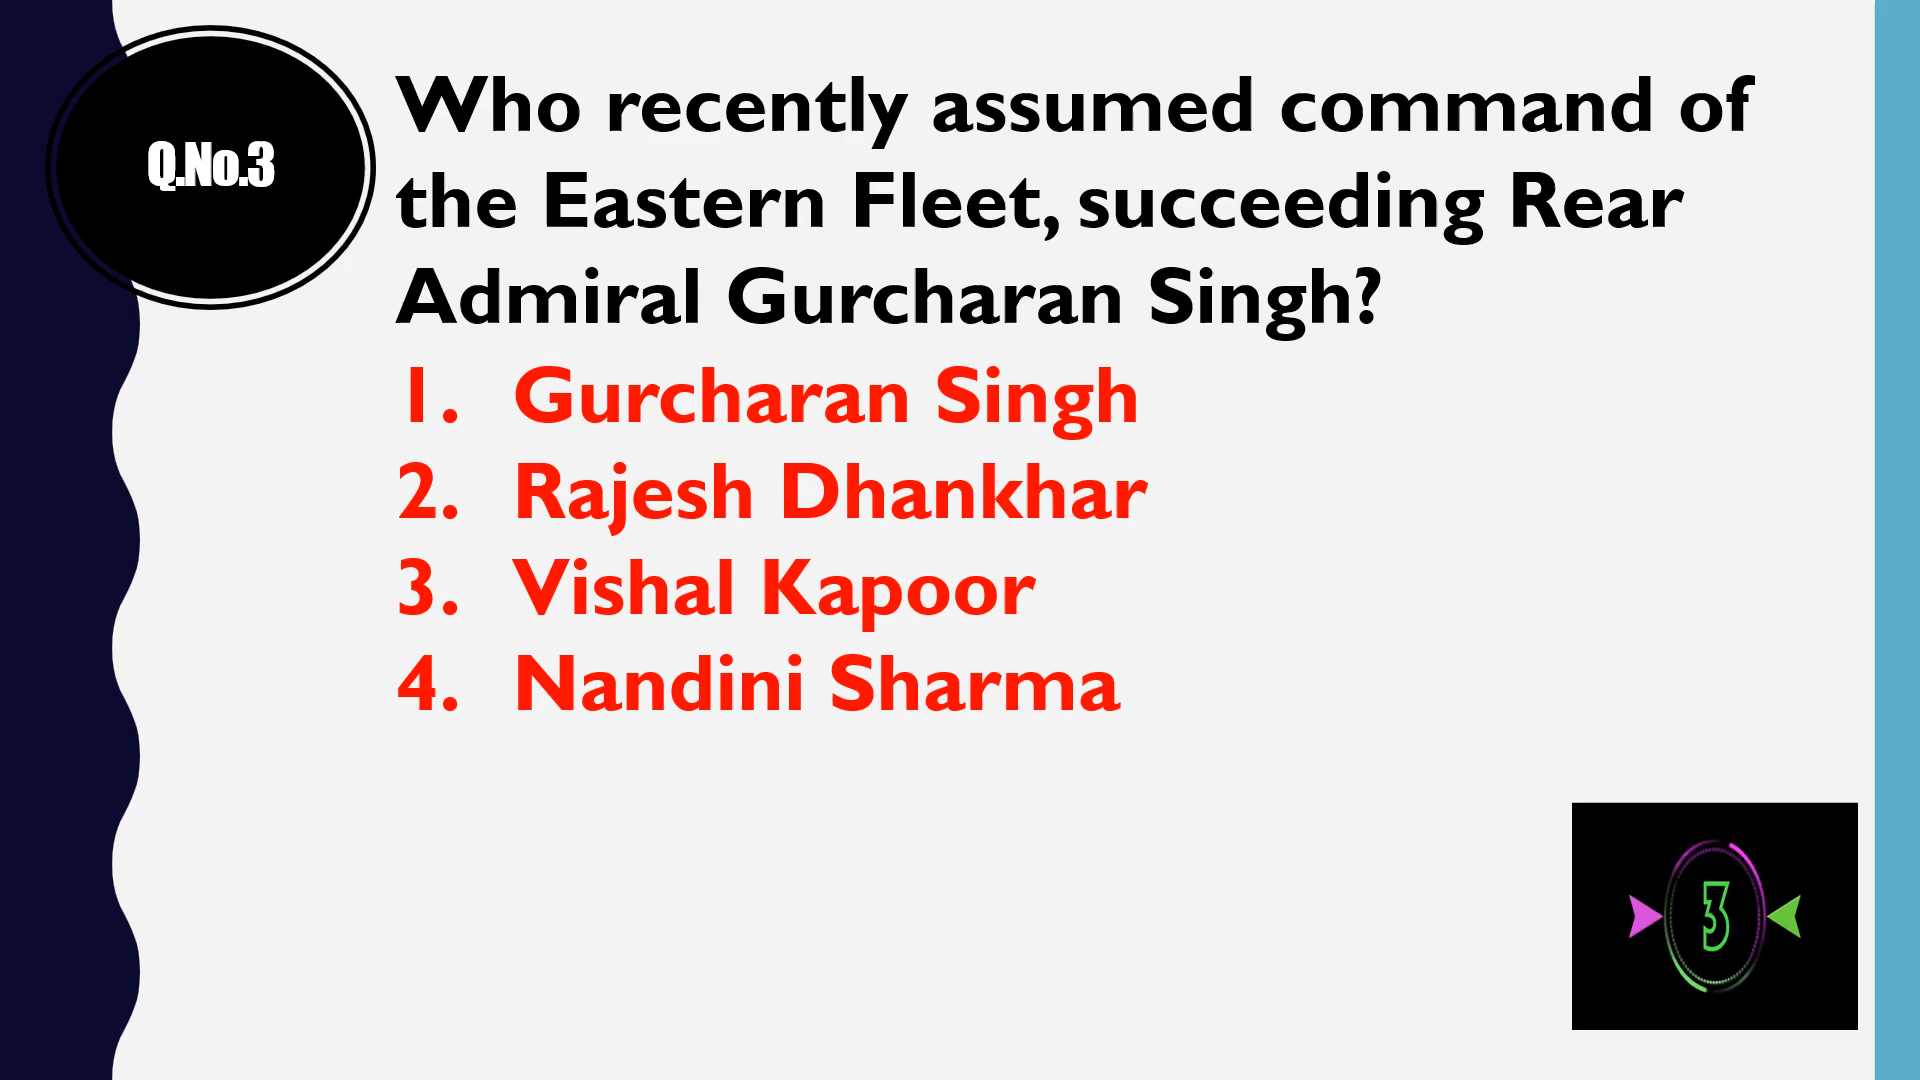 Q.No.3
Who recently assumed command of
the Eastern Fleet, succeeding Rear
Admiral Gurcharan Singh?
1. Gurcharan Singh
2. Rajesh Dhankhar
3. Vishal Kapoor
4. Nandini Sharma
3